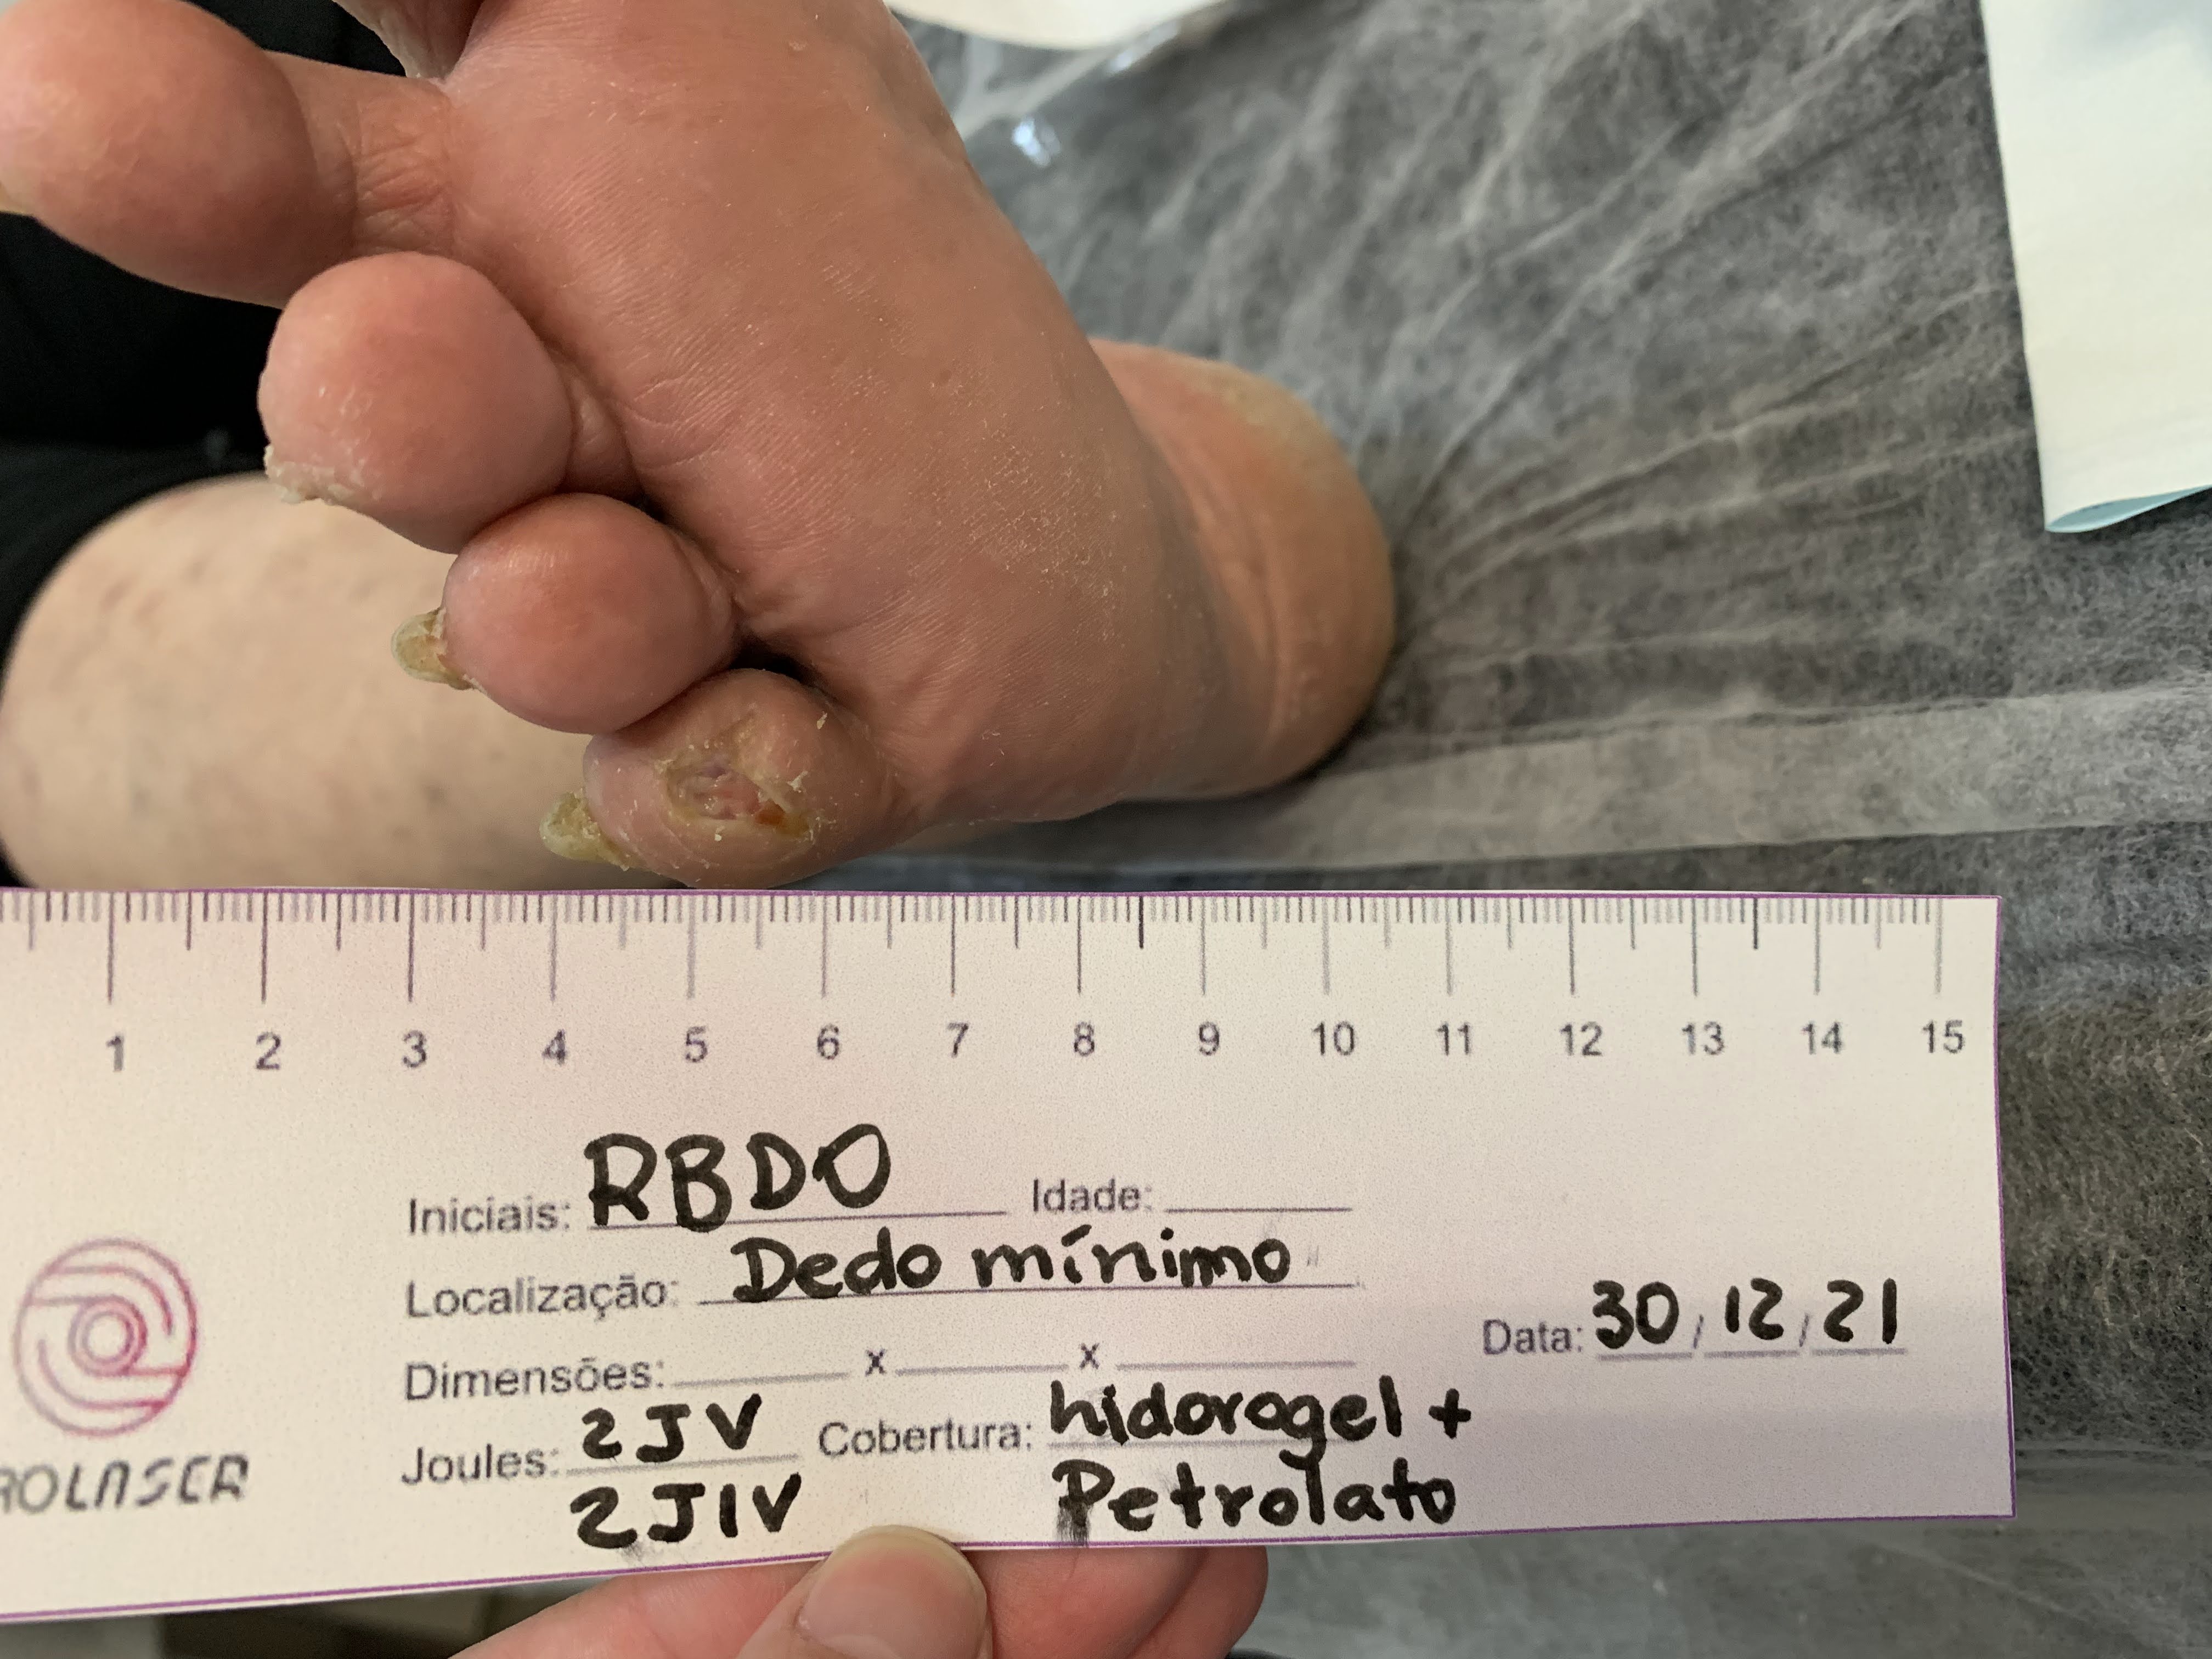 Iniciais: RBDO Idade:
Localização: Dedo mínimo
Dimensões: x x
Joules: 2JV Cobertura: hidorogel +
2JIV Petrolato
Data: 30/12/21
1 2 3 4 5 6 7 8 9 10 11 12 13 14 15